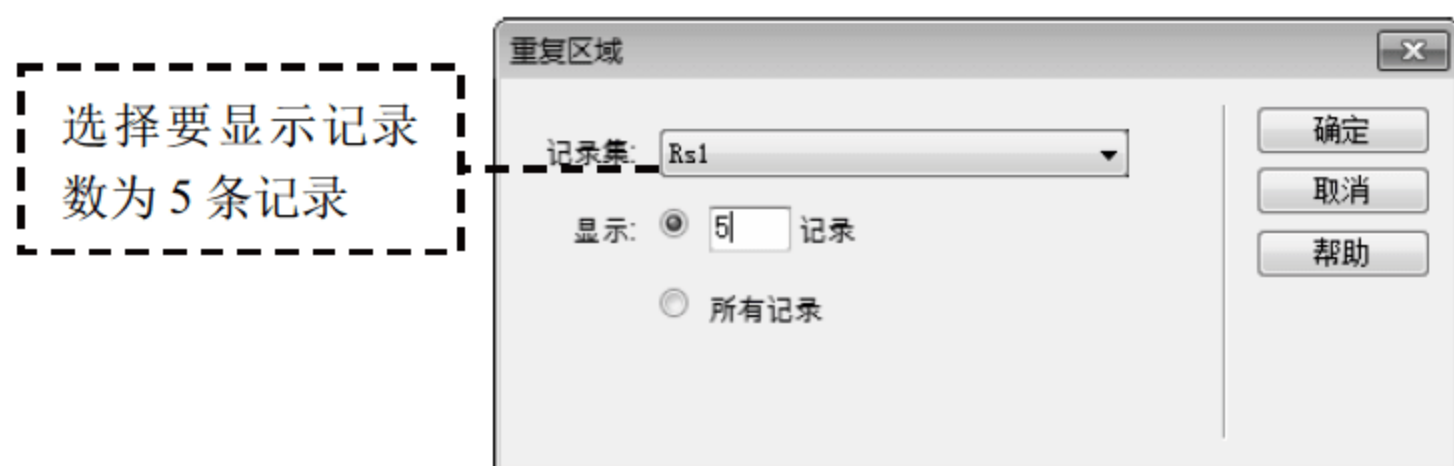 选择要显示记录
数为 5 条记录
重复区域
记录集: Rs1
确定
取消
显示: 5 记录
帮助
所有记录